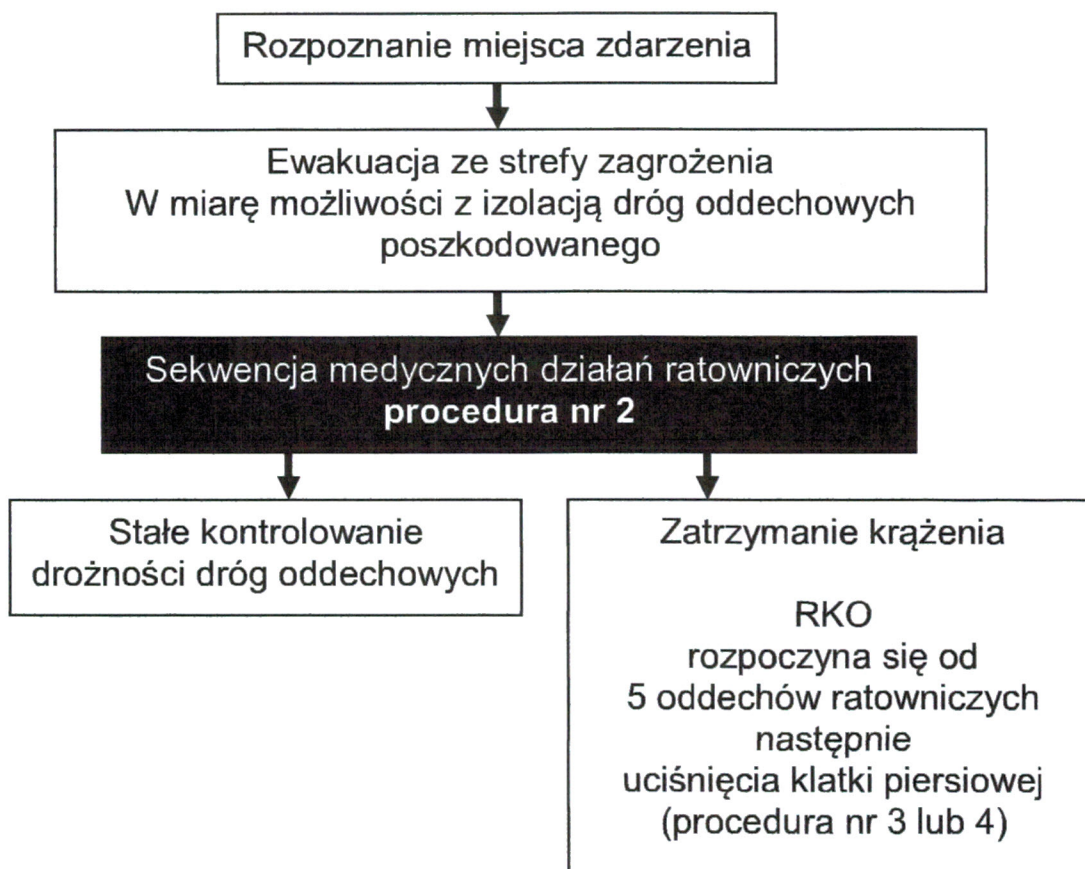 Rozpoznanie miejsca zdarzenia
Ewakuacja ze strefy zagrożenia
W miarę możliwości z izolacją dróg oddechowych
poszkodowanego
Sekwencja medycznych działań ratowniczych
procedura nr 2
Stałe kontrolowanie
drożności dróg oddechowych
Zatrzymanie krążenia
RKO
rozpoczyna się od
5 oddechów ratowniczych
następnie
uciśnięcia klatki piersiowej
(procedura nr 3 lub 4)